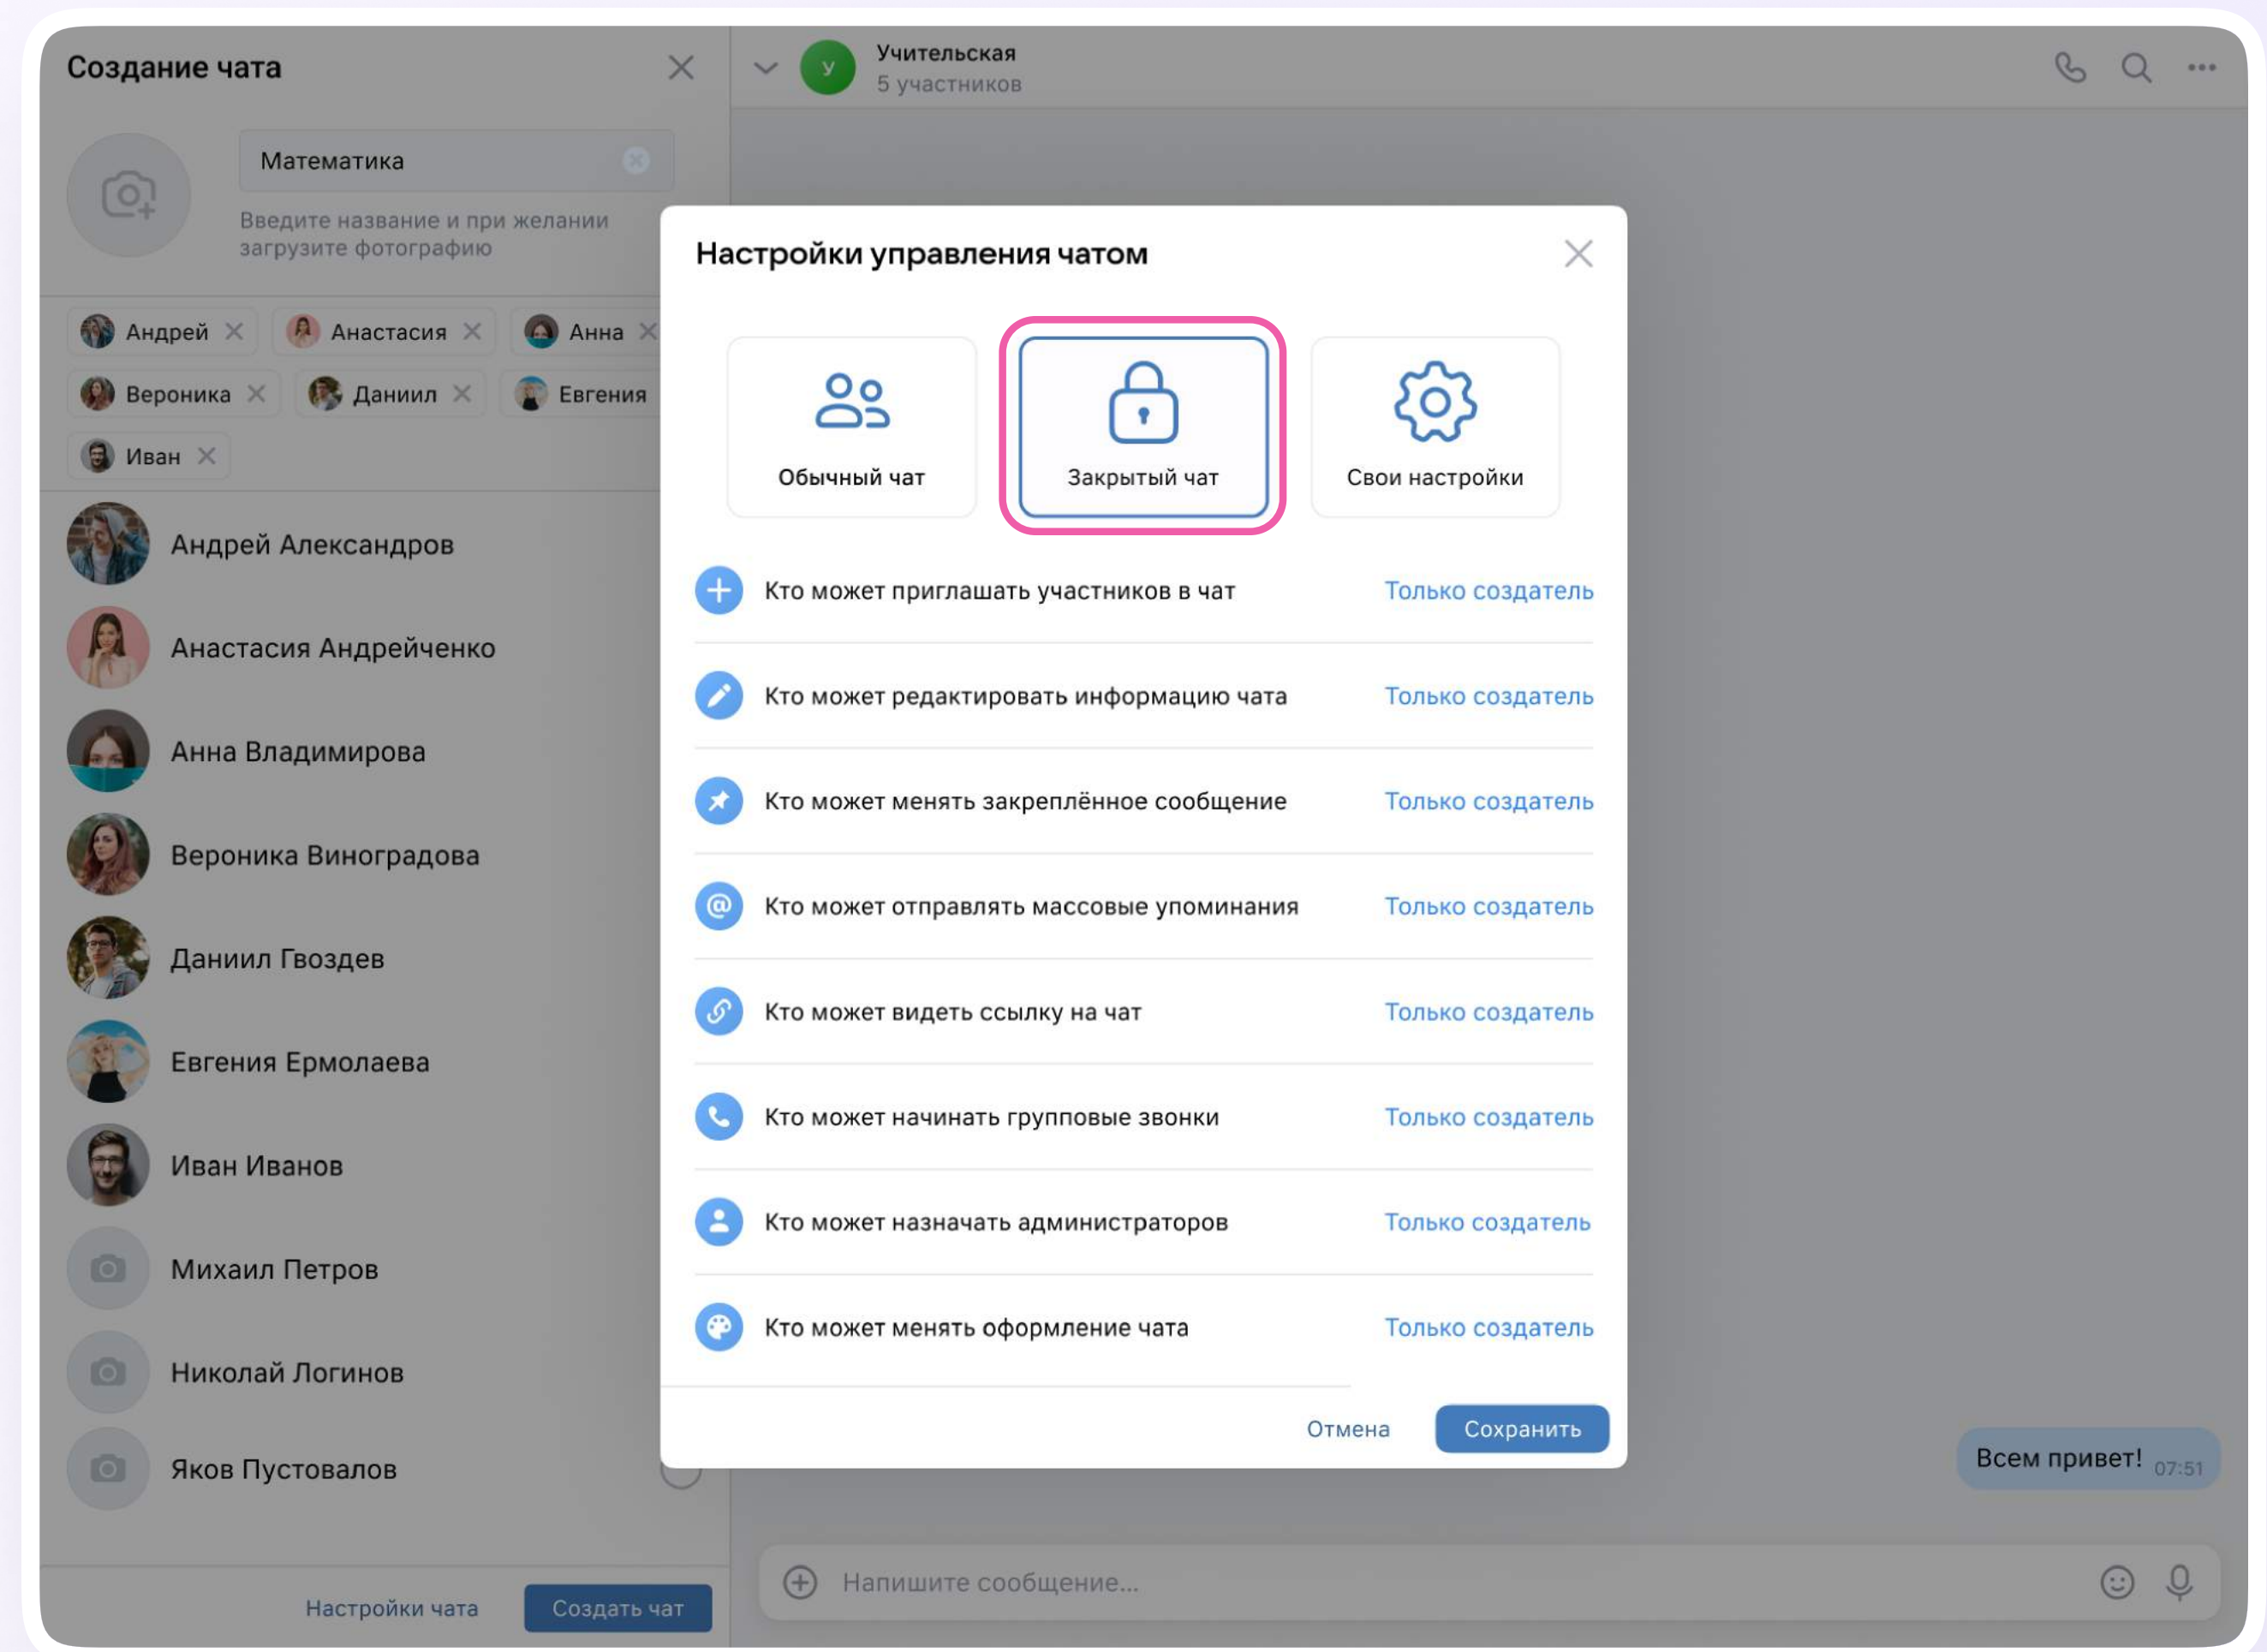 Создание чата
Математика
Введите название и при желании
загрузите фотографию
Андрей
Анастасия
Анна
Вероника
Даниил
Евгения
Иван
Андрей Александров
Анастасия Андрейченко
Анна Владимирова
Вероника Виноградова
Даниил Гвоздев
Евгения Ермолаева
Иван Иванов
Михаил Петров
Николай Логинов
Яков Пустовалов
Настройки чата
Создать чат
У
Учительская
5 участников
Настройки управления чатом
Обычный чат
Закрытый чат
Свои настройки
Кто может приглашать участников в чат Только создатель
Кто может редактировать информацию чата Только создатель
Кто может менять закреплённое сообщение Только создатель
Кто может отправлять массовые упоминания Только создатель
Кто может видеть ссылку на чат Только создатель
Кто может начинать групповые звонки Только создатель
Кто может назначать администраторов Только создатель
Кто может менять оформление чата Только создатель
Отмена
Сохранить
Всем привет! 07:51
Напишите сообщение...